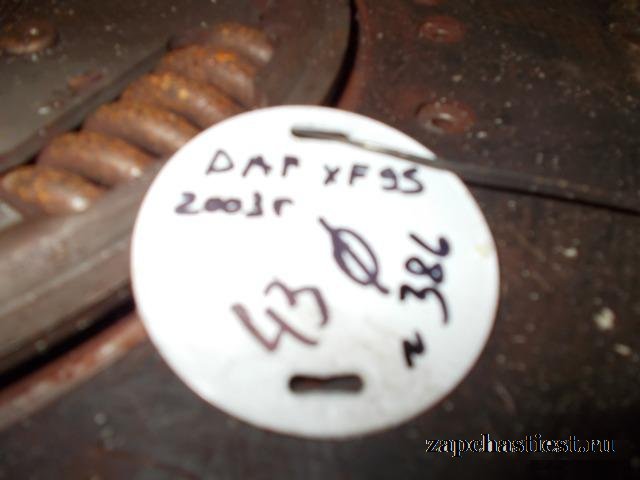 DAF XF95
2003г
43 Ø
~386
zapchastiest.ru